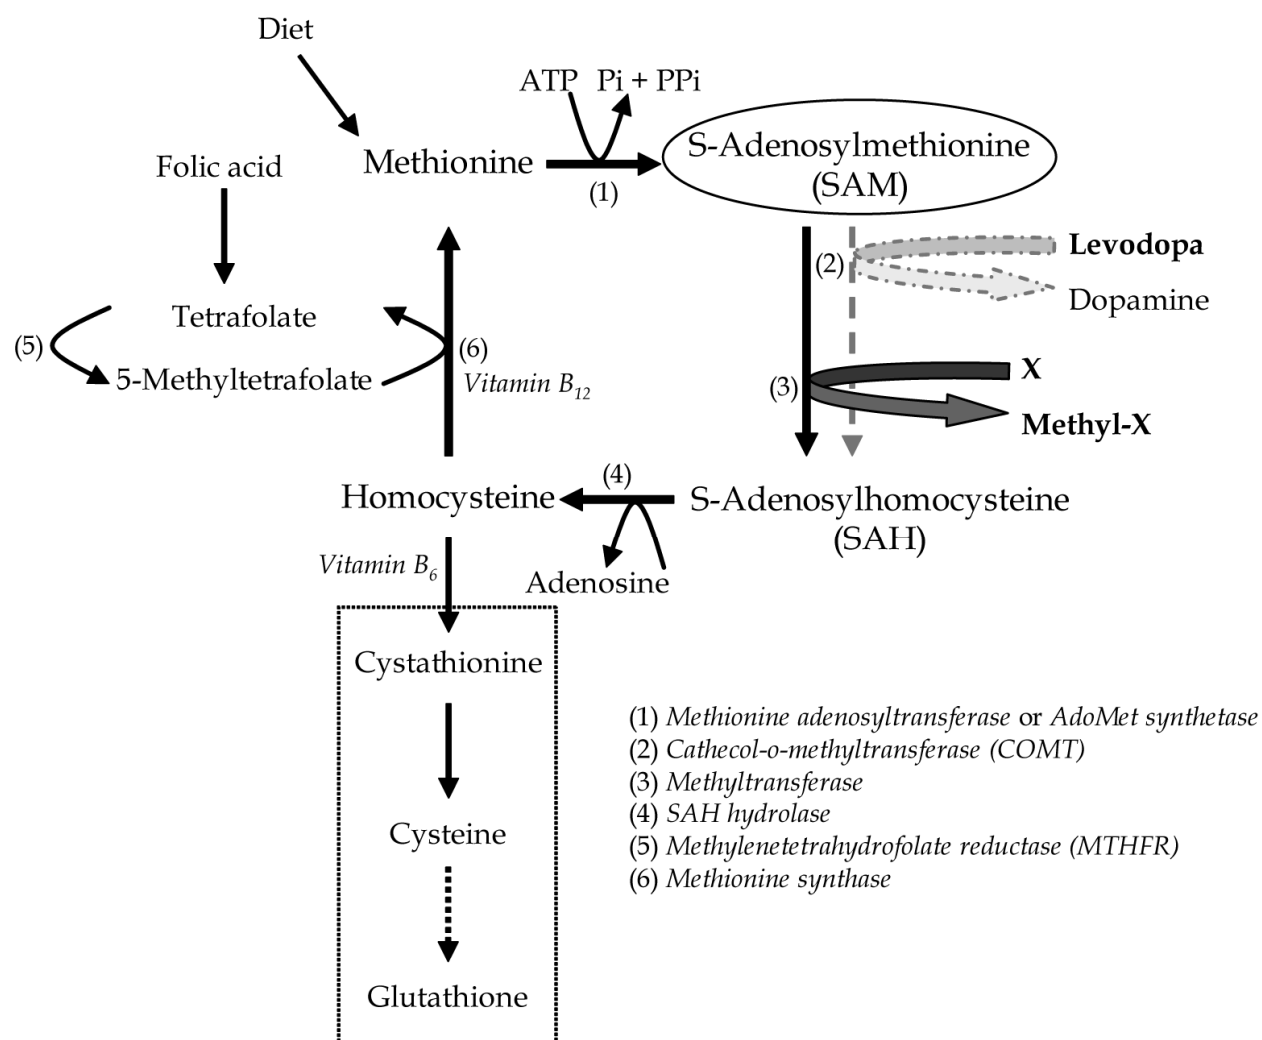 Diet
ATP Pi + PPi
Methionine
(1)
S-Adenosylmethionine
(SAM)
Folic acid
Levodopa
(2)
Dopamine
Tetrafolate
(5)
5-Methyltetrafolate
(6)
Vitamin B12
X
(3)
Methyl-X
Homocysteine
(4)
S-Adenosylhomocysteine
(SAH)
Vitamin B6
Adenosine
Cystathionine
Cysteine
Glutathione
(1) Methionine adenosyltransferase or AdoMet synthetase
(2) Cathecol-o-methyltransferase (COMT)
(3) Methyltransferase
(4) SAH hydrolase
(5) Methylenetetrahydrofolate reductase (MTHFR)
(6) Methionine synthase